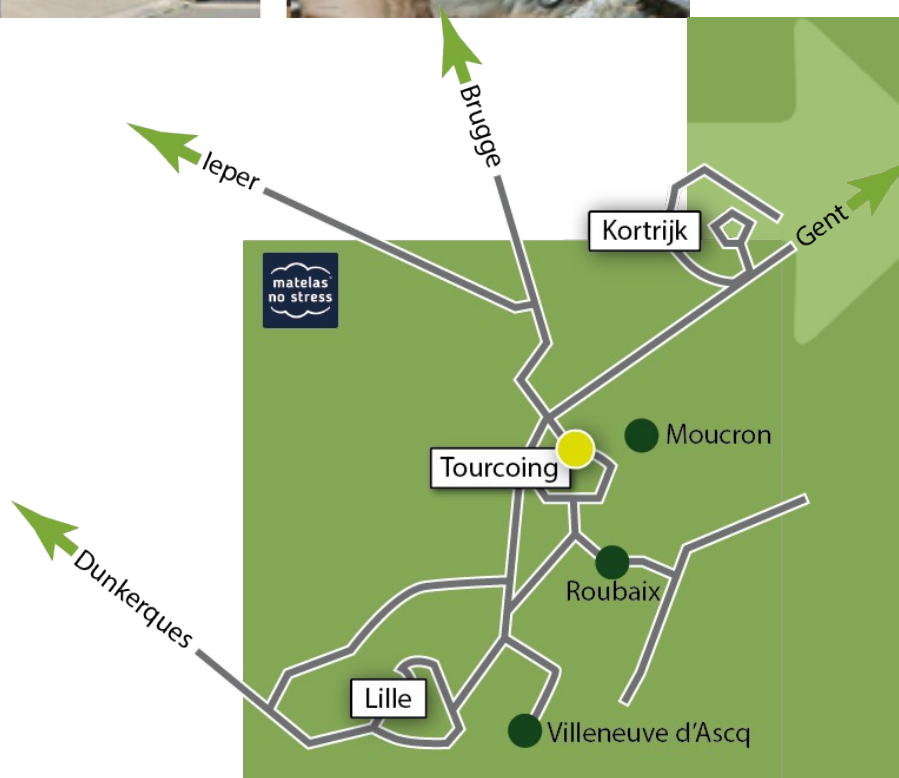 Brugge
Ieper
Kortrijk
Gent
matelas
no stress
Moucron
Tourcoing
Roubaix
Dunkerques
Lille
Villeneuve d'Ascq